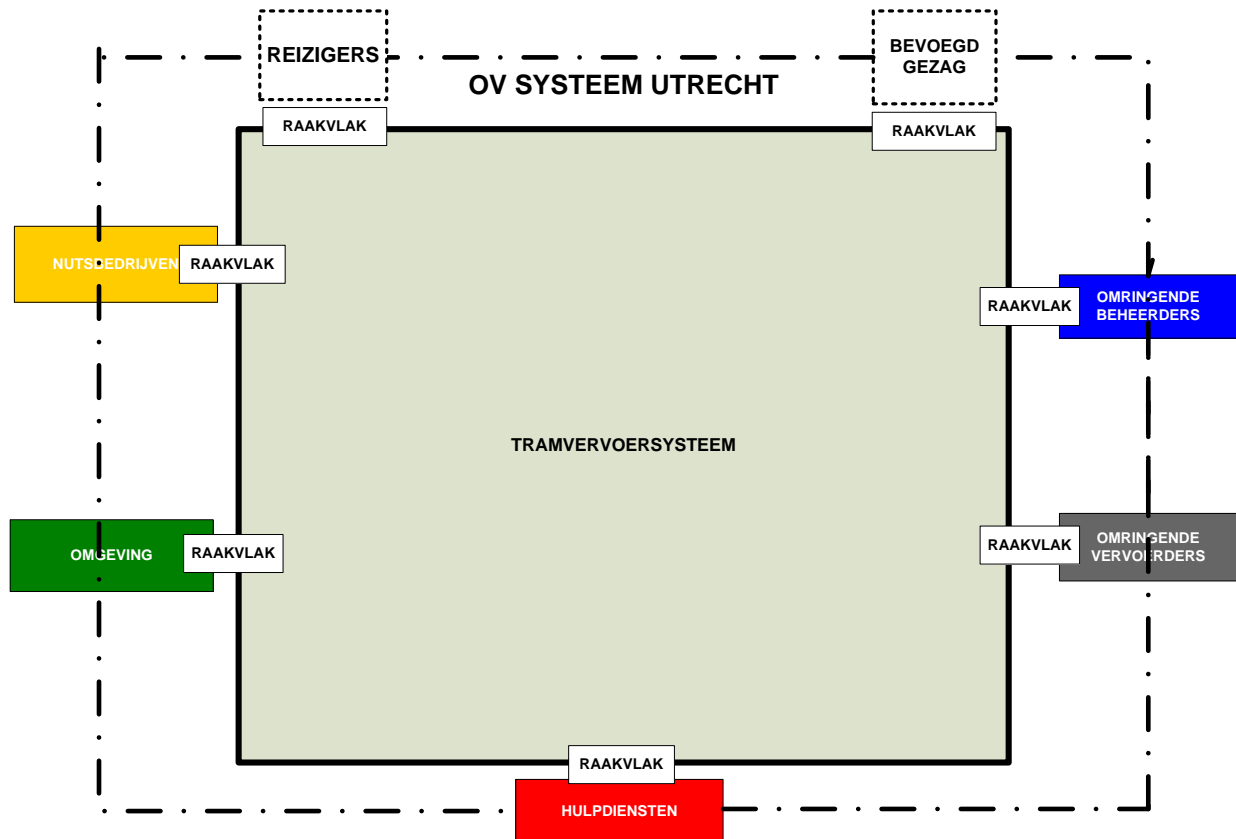 REIZIGERS
BEVOEGD
GEZAG
OV SYSTEEM UTRECHT
RAAKVLAK
RAAKVLAK
NUTSBEDRIJVEN
RAAKVLAK
RAAKVLAK
OMRINGENDE
BEHEERDERS
TRAMVERVOERSYSTEEM
OMGEVING
RAAKVLAK
RAAKVLAK
OMRINGENDE
VERVOERDERS
RAAKVLAK
HULPDIENSTEN